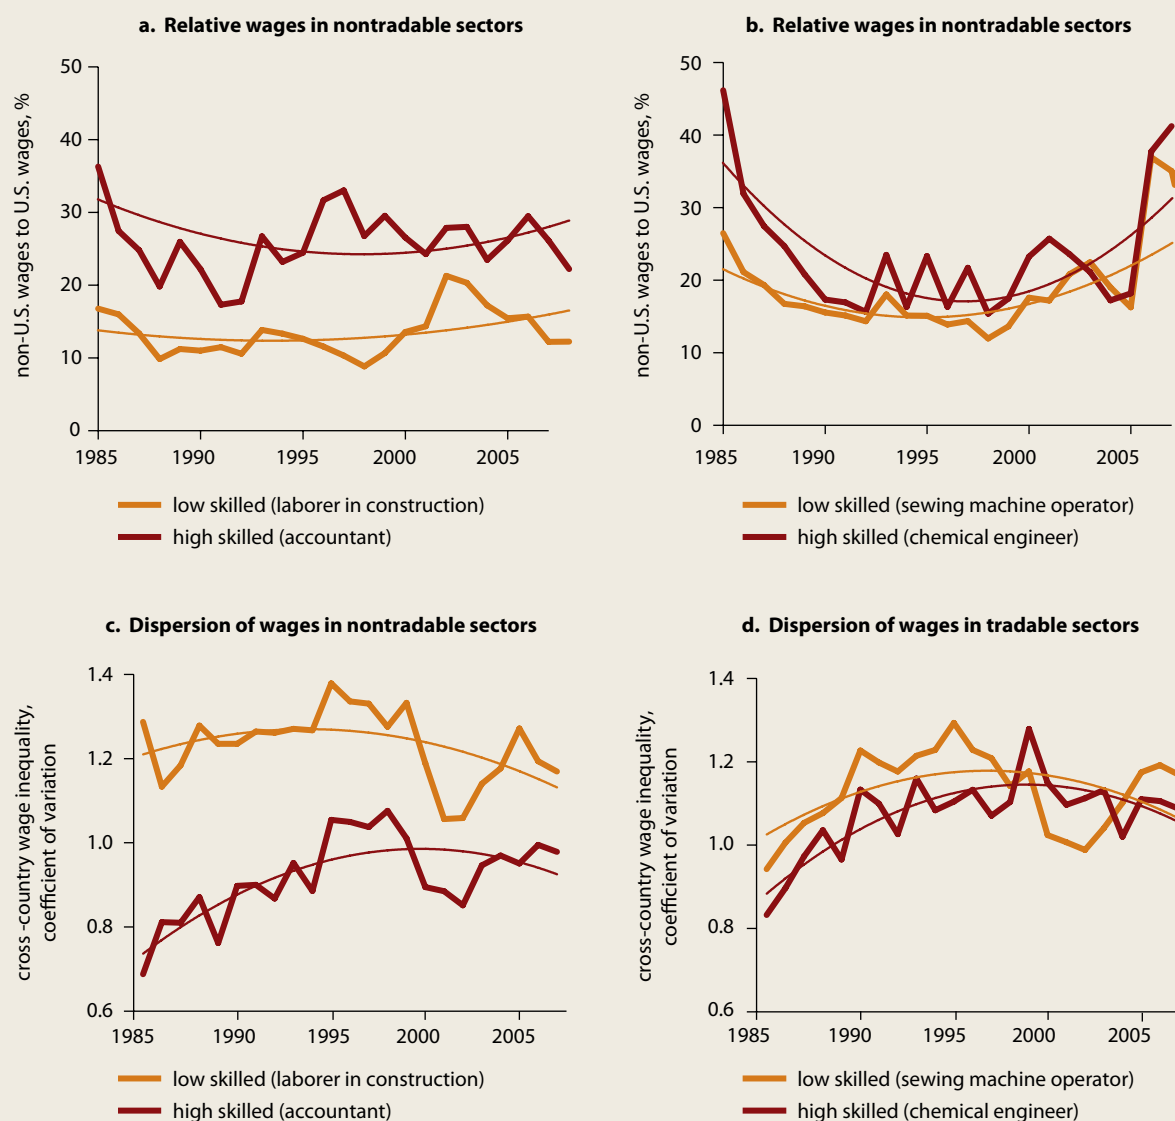 a. Relative wages in nontradable sectors
non-U.S. wages to U.S. wages, %
50
40
30
20
10
0
1985 1990 1995 2000 2005
low skilled (laborer in construction)
high skilled (accountant)
b. Relative wages in nontradable sectors
non-U.S. wages to U.S. wages, %
50
40
30
20
10
0
1985 1990 1995 2000 2005
low skilled (sewing machine operator)
high skilled (chemical engineer)
c. Dispersion of wages in nontradable sectors
cross -country wage inequality,
coefficient of variation
1.4
1.2
1.0
0.8
0.6
1985 1990 1995 2000 2005
low skilled (laborer in construction)
high skilled (accountant)
d. Dispersion of wages in tradable sectors
cross-country wage inequality,
coefficient of variation
1.4
1.2
1.0
0.8
0.6
1985 1990 1995 2000 2005
low skilled (sewing machine operator)
high skilled (chemical engineer)